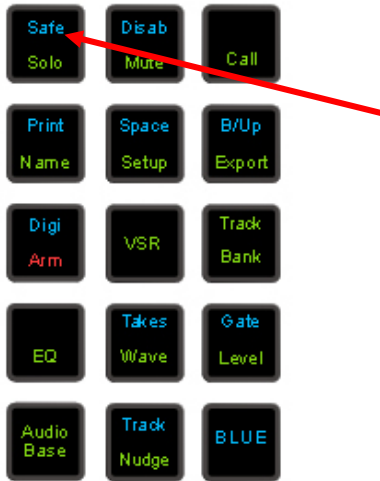 Safe Disab
Solo Mute Call
Print Space B/Up
Name Setup Export
Digi Track
Arm VSR Bank
Takes Gate
EQ Wave Level
Audio Track
Base Nudge BLUE